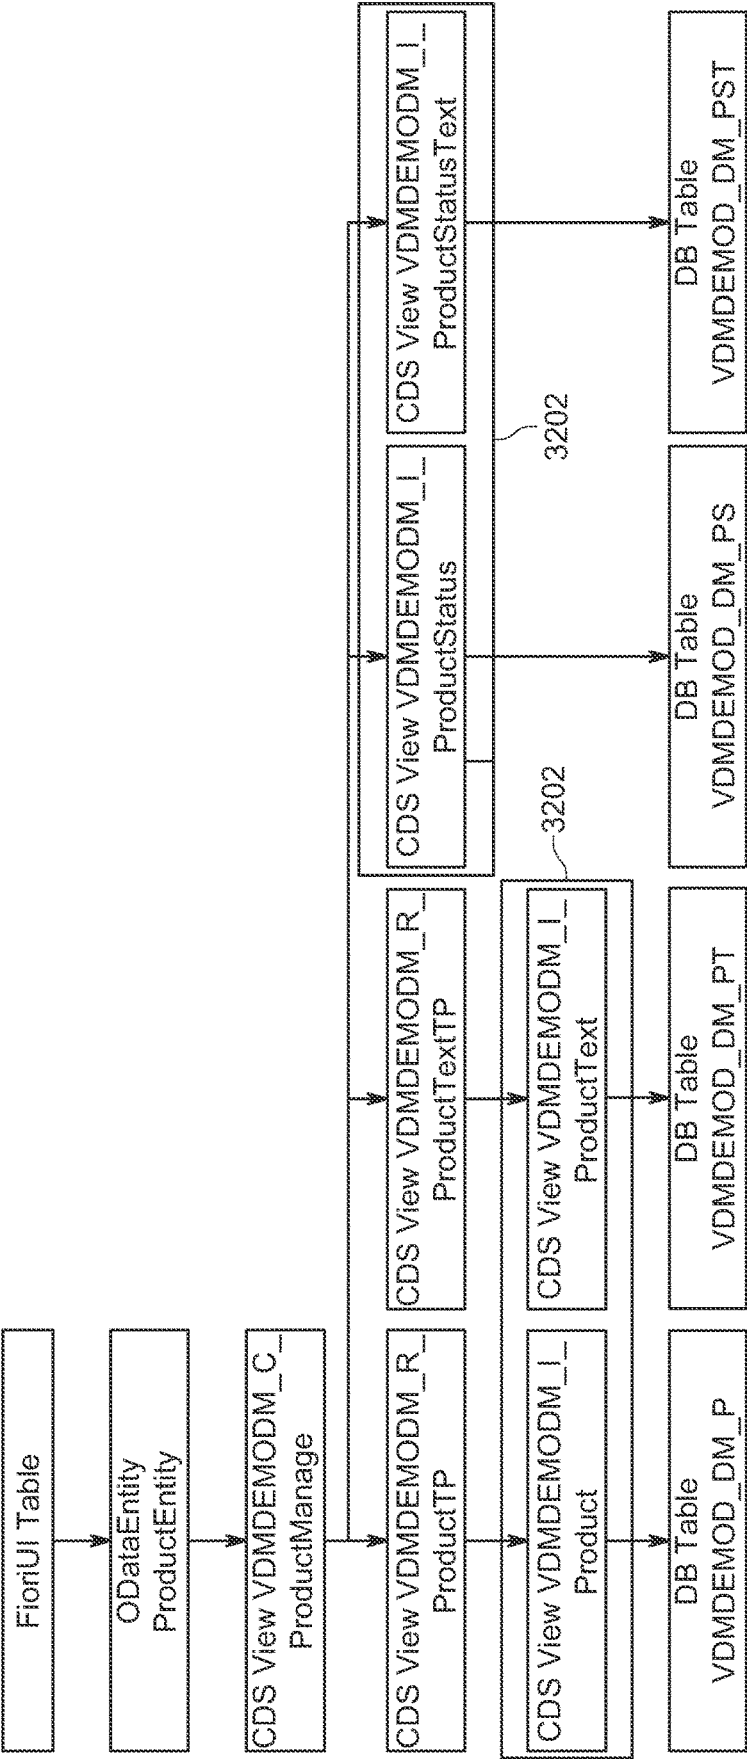 FioriUI Table
ODataEntity
ProductEntity
CDS View VDMDEMODM_C_
ProductManage
CDS View VDMDEMODM_R_
ProductTP
CDS View VDMDEMODM_R_
ProductTextTP
CDS View VDMDEMODM_I_
ProductStatus
CDS View VDMDEMODM_I_
ProductStatusText
3202
CDS View VDMDEMODM_I_
Product
CDS View VDMDEMODM_I_
ProductText
3202
DB Table
VDMDEMOD_DM_P
DB Table
VDMDEMOD_DM_PT
DB Table
VDMDEMOD_DM_PS
DB Table
VDMDEMOD_DM_PST